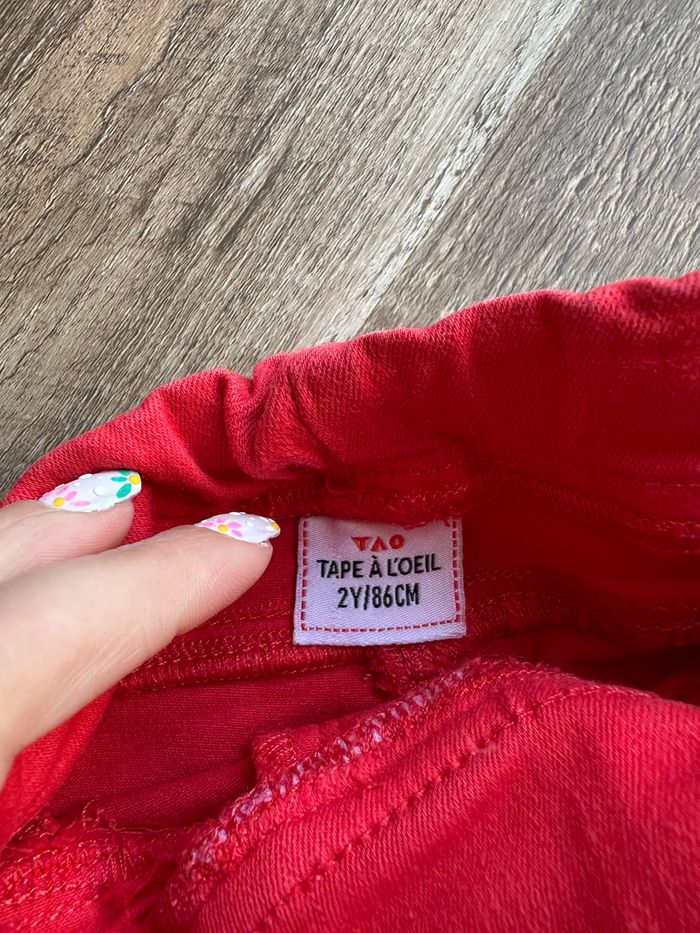 TAO
TAPE À L'OEIL
2Y/86CM